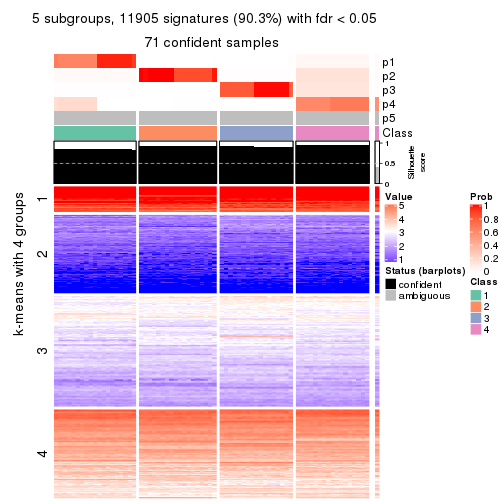 5 subgroups, 11905 signatures (90.3%) with fdr < 0.05
71 confident samples
p1
p2
p3
p4
p5
Class
1
0.5
0
Silhouette
score
k-means with 4 groups
1
2
3
4
Value
5
4
3
2
1
Status (barplots)
confident
ambiguous
Prob
1
0.8
0.6
0.4
0.2
0
Class
1
2
3
4